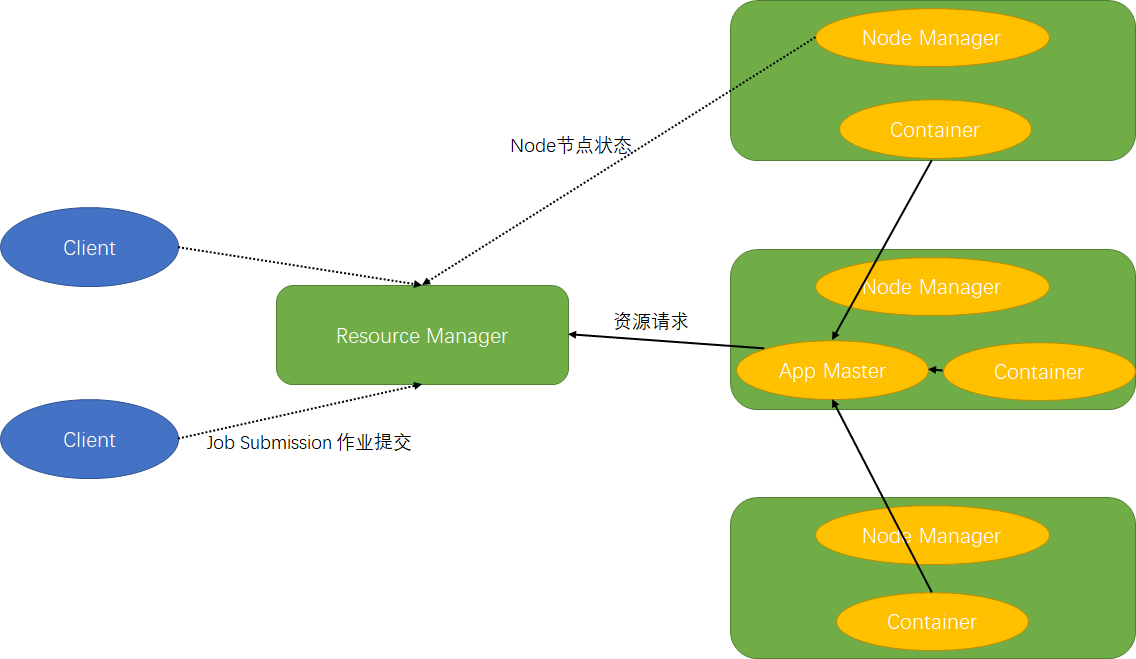 Node Manager
Container
Node节点状态
Client
Node Manager
Resource Manager
资源请求
App Master
Container
Client
Job Submission 作业提交
Node Manager
Container